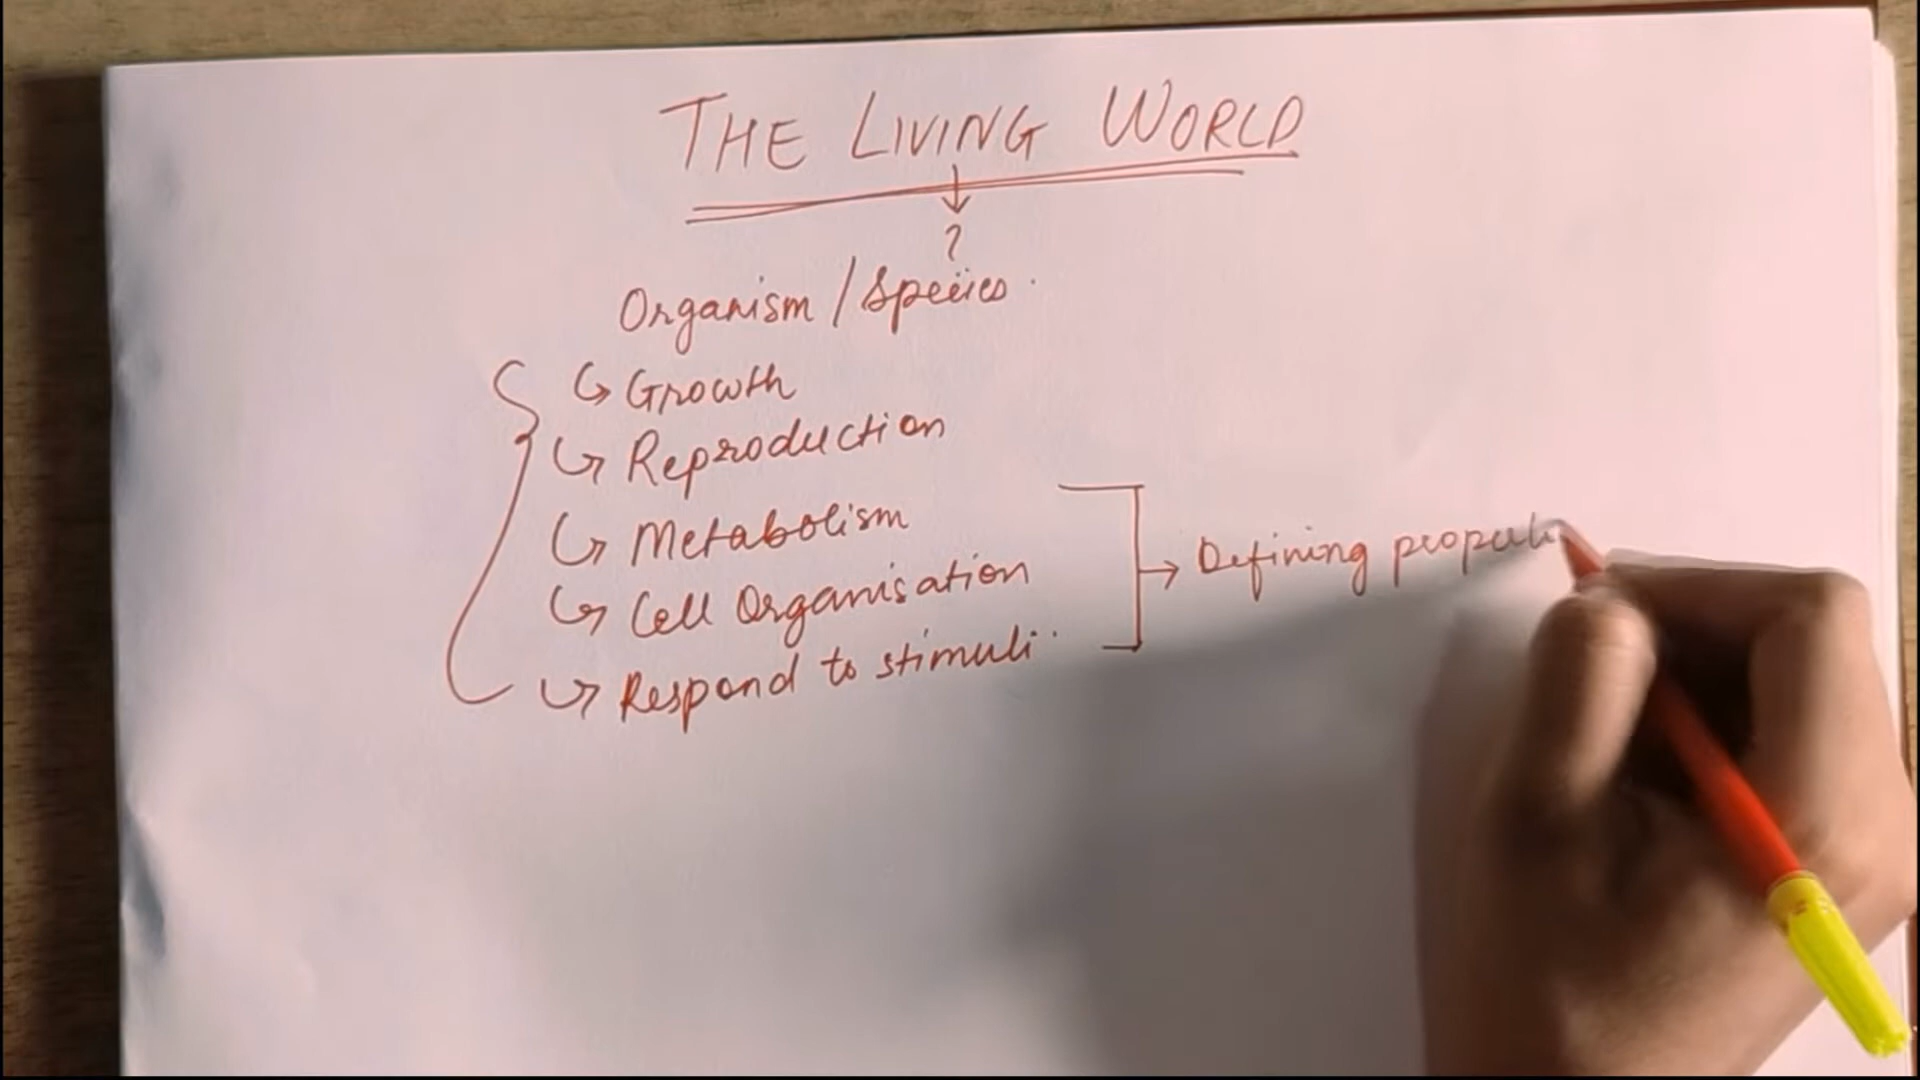 THE LIVING WORLD
?
Organism / Species
Growth
Reproduction
Metabolism
Cell Organisation
Respond to stimuli
Defining